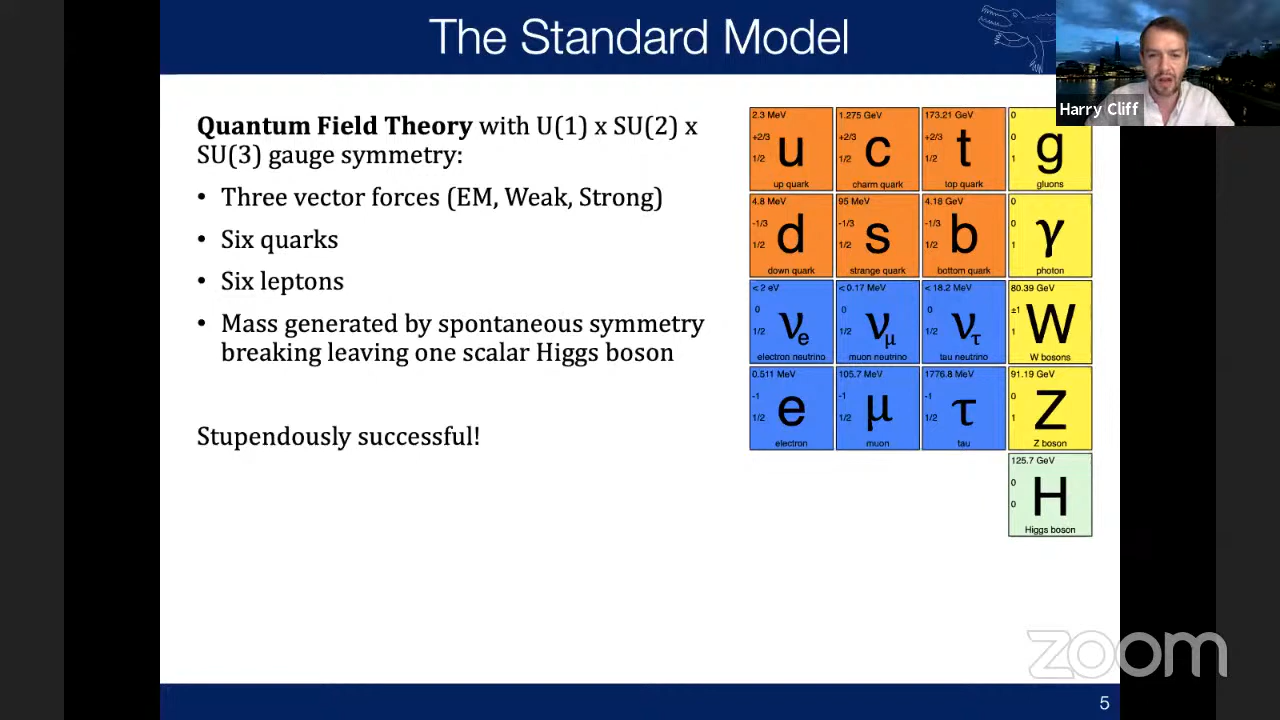 The Standard Model
Harry Cliff
Quantum Field Theory with U(1) x SU(2) x
SU(3) gauge symmetry:
• Three vector forces (EM, Weak, Strong)
• Six quarks
• Six leptons
• Mass generated by spontaneous symmetry
breaking leaving one scalar Higgs boson
Stupendously successful!
2.3 MeV
+2/3
1/2
u
up quark
1.275 GeV
+2/3
1/2
c
charm quark
173.21 GeV
+2/3
1/2
t
top quark
0
0
1
g
gluons
4.8 MeV
-1/3
1/2
d
down quark
95 MeV
-1/3
1/2
s
strange quark
4.18 GeV
-1/3
1/2
b
bottom quark
0
0
1
γ
photon
< 2 eV
0
1/2
νe
electron neutrino
< 0.17 MeV
0
1/2
νμ
muon neutrino
< 18.2 MeV
0
1/2
ντ
tau neutrino
80.39 GeV
±1
1
W
W bosons
0.511 MeV
-1
1/2
e
electron
105.7 MeV
-1
1/2
μ
muon
1776.8 MeV
-1
1/2
τ
tau
91.19 GeV
0
1
Z
Z boson
125.7 GeV
0
0
H
Higgs boson
zoom
5